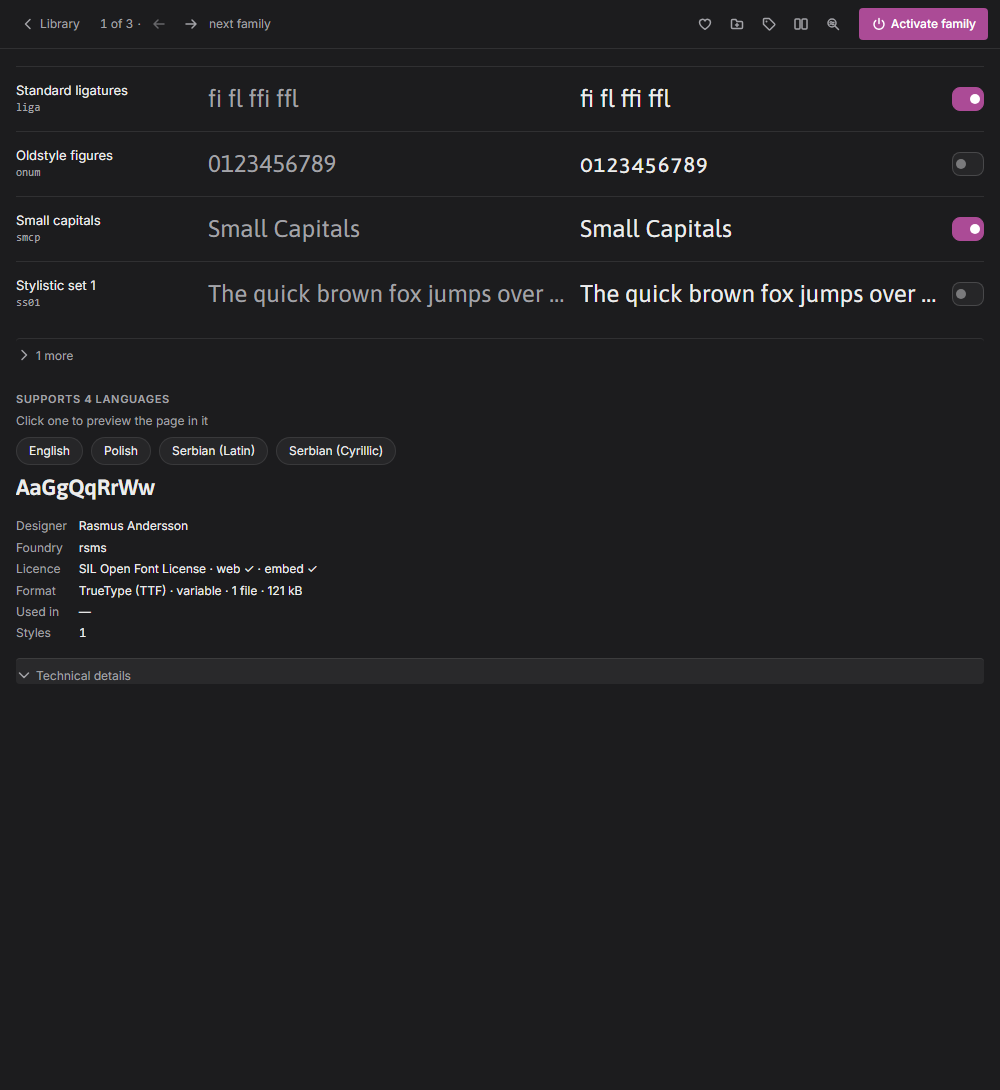 Library 1 of 3 · ← → next family Activate family
Standard ligatures fi fl ffi ffl fi fl ffi ffl
liga
Oldstyle figures 0123456789 0123456789
onum
Small capitals Small Capitals Small Capitals
smcp
Stylistic set 1 The quick brown fox jumps over ... The quick brown fox jumps over ...
ss01
1 more
SUPPORTS 4 LANGUAGES
Click one to preview the page in it
English Polish Serbian (Latin) Serbian (Cyrillic)
AaGgQqRrWw
Designer Rasmus Andersson
Foundry rsms
Licence SIL Open Font License · web ✓ · embed ✓
Format TrueType (TTF) · variable · 1 file · 121 kB
Used in —
Styles 1
Technical details